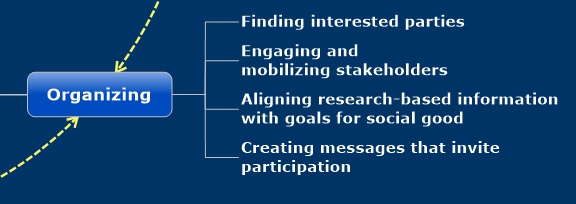 Organizing
Finding interested parties
Engaging and
mobilizing stakeholders
Aligning research-based information
with goals for social good
Creating messages that invite
participation